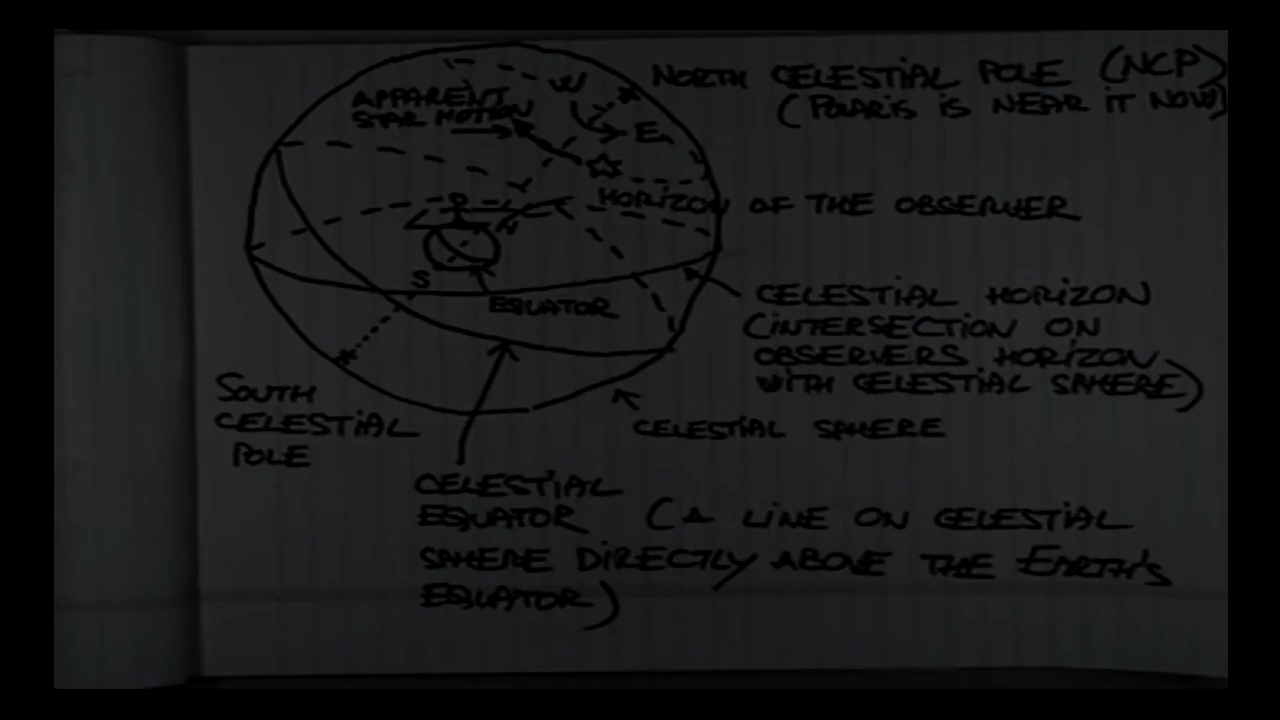 NORTH CELESTIAL POLE (NCP)
(POLARIS IS NEAR IT NOW)
W
E
APPARENT
STAR MOTION
HORIZON OF THE OBSERVER
N
S
EQUATOR
CELESTIAL HORIZON
(INTERSECTION ON
OBSERVERS HORIZON
WITH CELESTIAL SPHERE)
SOUTH
CELESTIAL
POLE
CELESTIAL SPHERE
CELESTIAL
EQUATOR (A LINE ON CELESTIAL
SPHERE DIRECTLY ABOVE THE EARTH'S
EQUATOR)